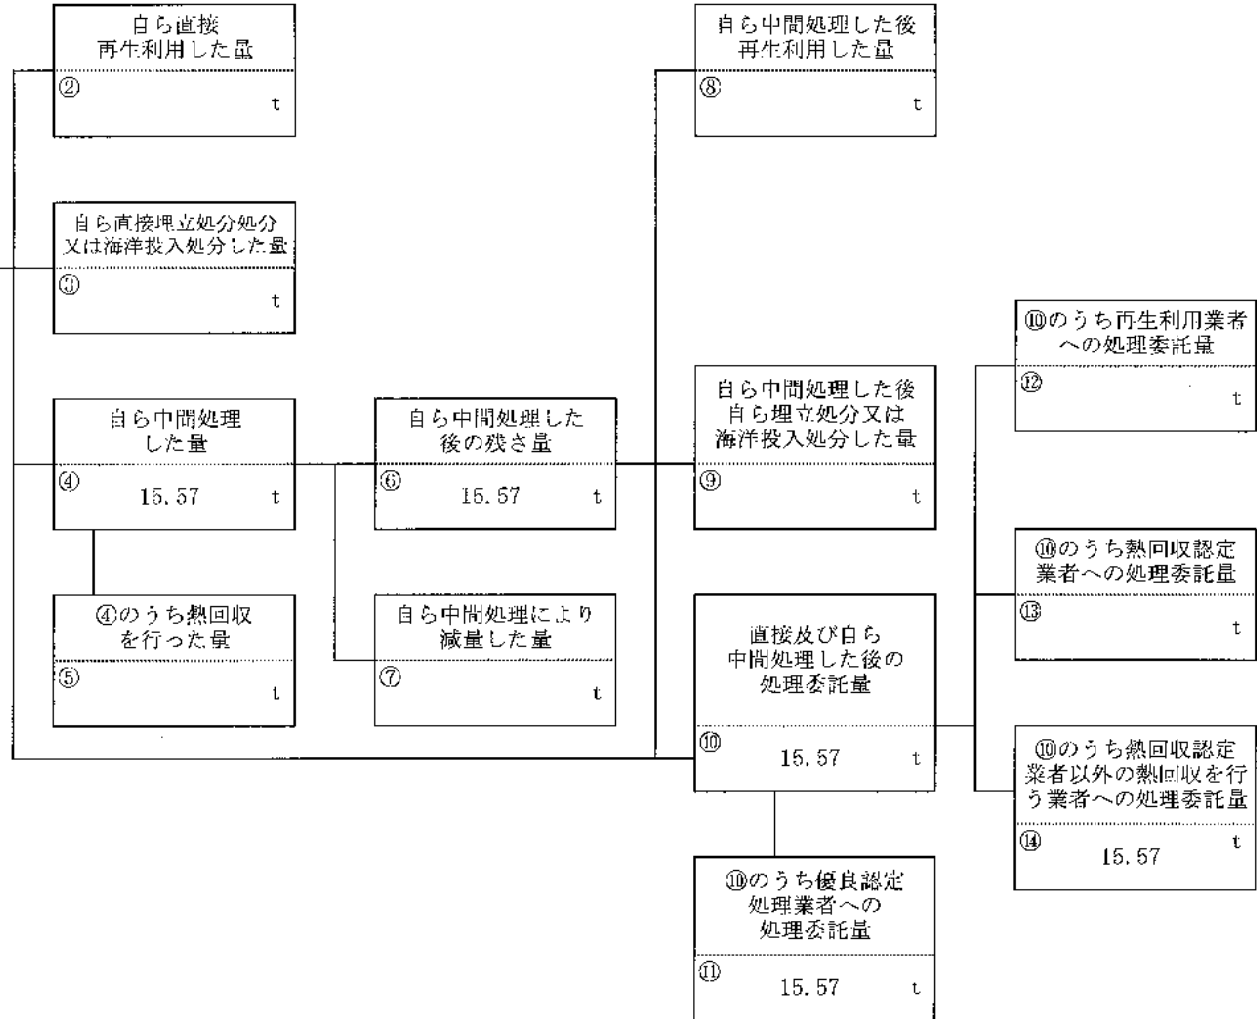 自ら直接
再生利用した量
②
t
自ら中間処理した後
再生利用した量
⑧
t
自ら直接埋立処分処分
又は海洋投入処分した量
③
t
⑩のうち再生利用業者
への処理委託量
⑫
t
自ら中間処理
した量
④ 15.57 t
自ら中間処理した
後の残さ量
⑥ 15.57 t
自ら中間処理した後
自ら埋立処分又は
海洋投入処分した量
⑨
t
⑩のうち熱回収認定
業者への処理委託量
⑬
t
④のうち熱回収
を行った量
⑤
t
自ら中間処理により
減量した量
⑦
t
直接及び自ら
中間処理した後の
処理委託量
⑩ 15.57 t
⑩のうち熱回収認定
業者以外の熱回収を行
う業者への処理委託量
⑭ 15.57 t
⑩のうち優良認定
処理業者への
処理委託量
⑪ 15.57 t